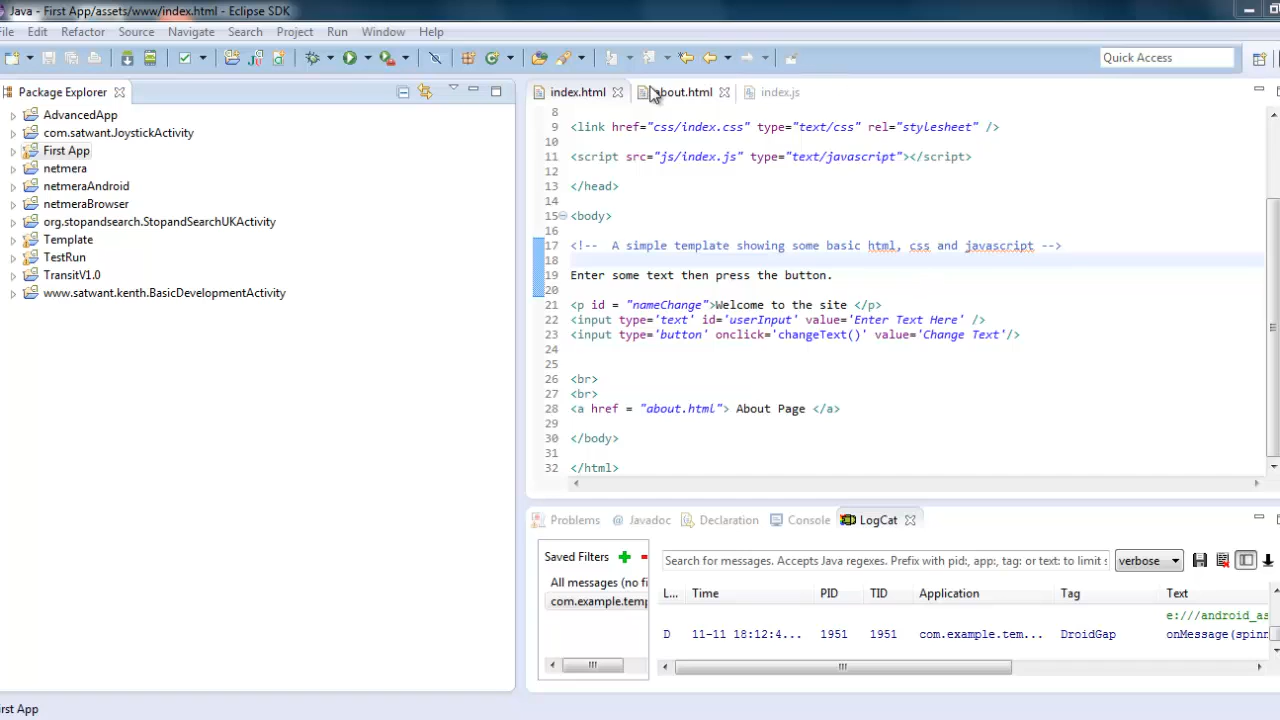 Java - First App/assets/www/index.html - Eclipse SDK
File Edit Refactor Source Navigate Search Project Run Window Help
Quick Access
Package Explorer
AdvancedApp
com.satwant.JoystickActivity
First App
netmera
netmeraAndroid
netmeraBrowser
org.stopandsearch.StopandSearchUKActivity
Template
TestRun
TransitV1.0
www.satwant.kenth.BasicDevelopmentActivity
index.html about.html index.js
8
9 <link href="css/index.css" type="text/css" rel="stylesheet" />
10
11 <script src="js/index.js" type="text/javascript"></script>
12
13 </head>
14
15 <body>
16
17 <!-- A simple template showing some basic html, css and javascript -->
18
19 Enter some text then press the button.
20
21 <p id = "nameChange">Welcome to the site </p>
22 <input type='text' id='userInput' value='Enter Text Here' />
23 <input type='button' onclick='changeText()' value='Change Text'/>
24
25
26 <br>
27 <br>
28 <a href = "about.html"> About Page </a>
29
30 </body>
31
32 </html>
Problems @ Javadoc Declaration Console LogCat
Saved Filters
All messages (no fi
com.example.temp
Search for messages. Accepts Java regexes. Prefix with pid:, app:, tag: or text: to limit s
verbose
L... Time PID TID Application Tag Text
e:///android_as
D 11-11 18:12:4... 1951 1951 com.example.tem... DroidGap onMessage(spinn
irst App